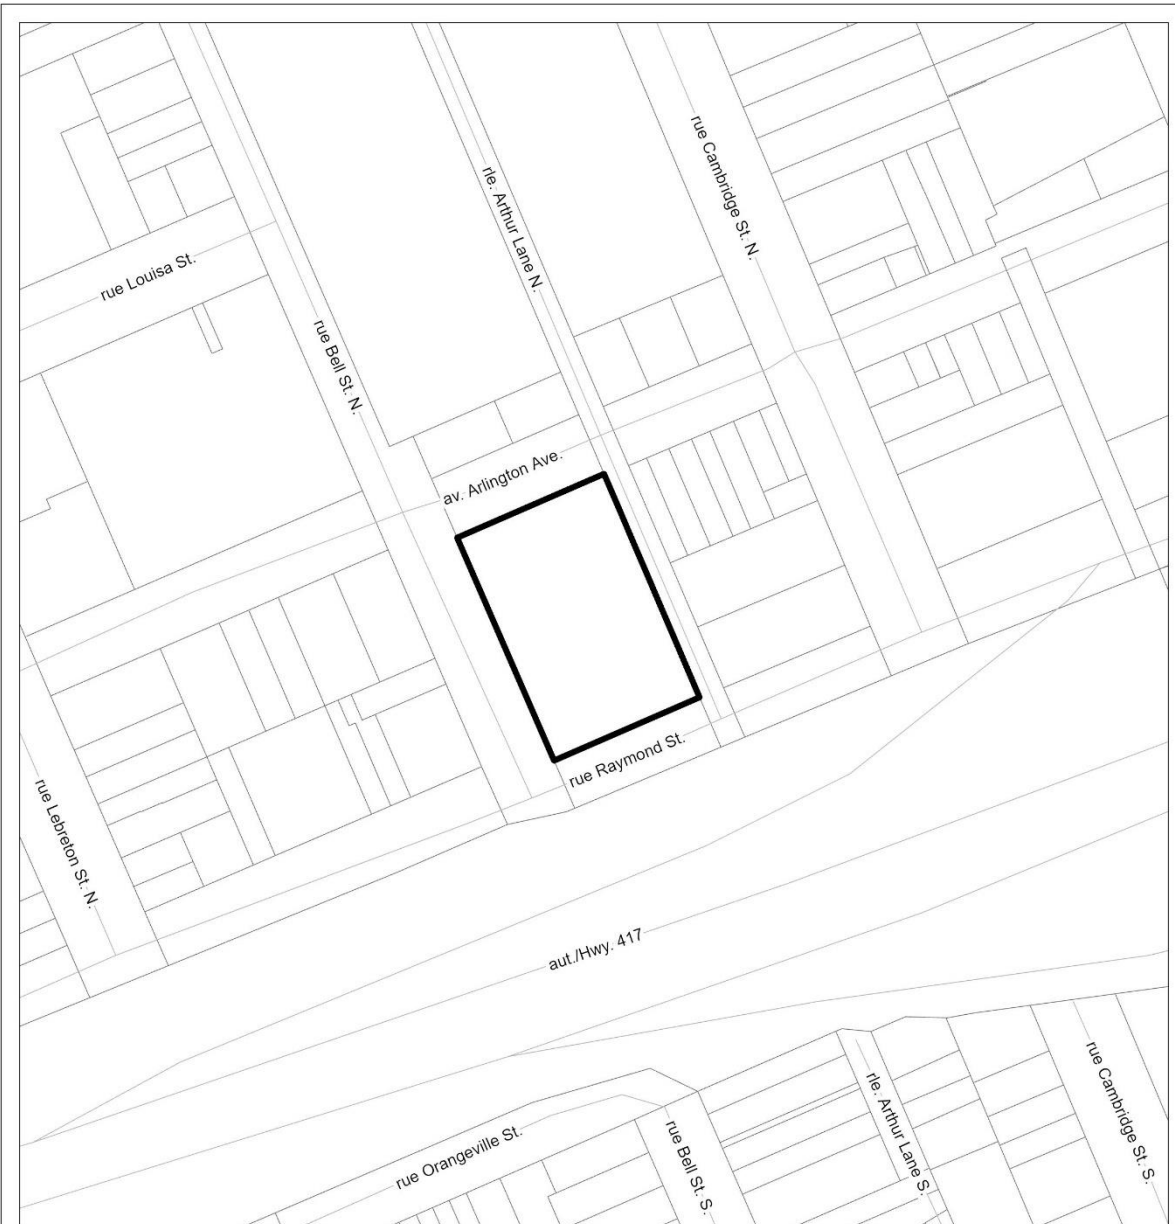 rue Cambridge St. N.
rle. Arthur Lane N.
rue Louisa St.
rue Bell St. N.
av. Arlington Ave.
rue Raymond St.
rue Lebreton St. N.
aut./Hwy. 417
rue Cambridge St. S.
rle. Arthur Lane S.
rue Bell St. S.
rue Orangeville St.